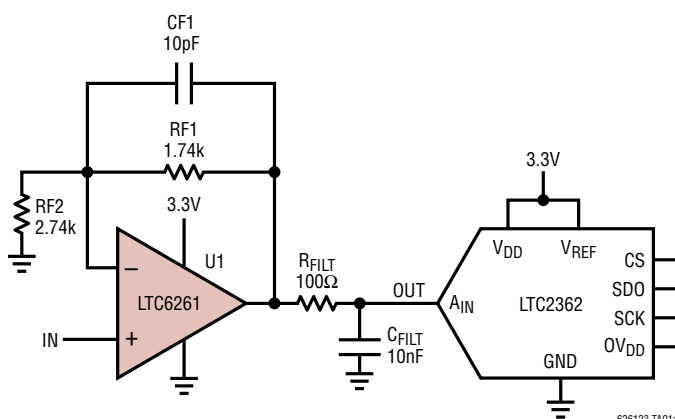 CF1
10pF
RF1
1.74k
3.3V
RF2
2.74k
3.3V
U1
−
LTC6261
+
IN
RFILT
100Ω
OUT
CFILT
10nF
VDD
VREF
AIN
LTC2362
CS
SDO
SCK
OVDD
GND